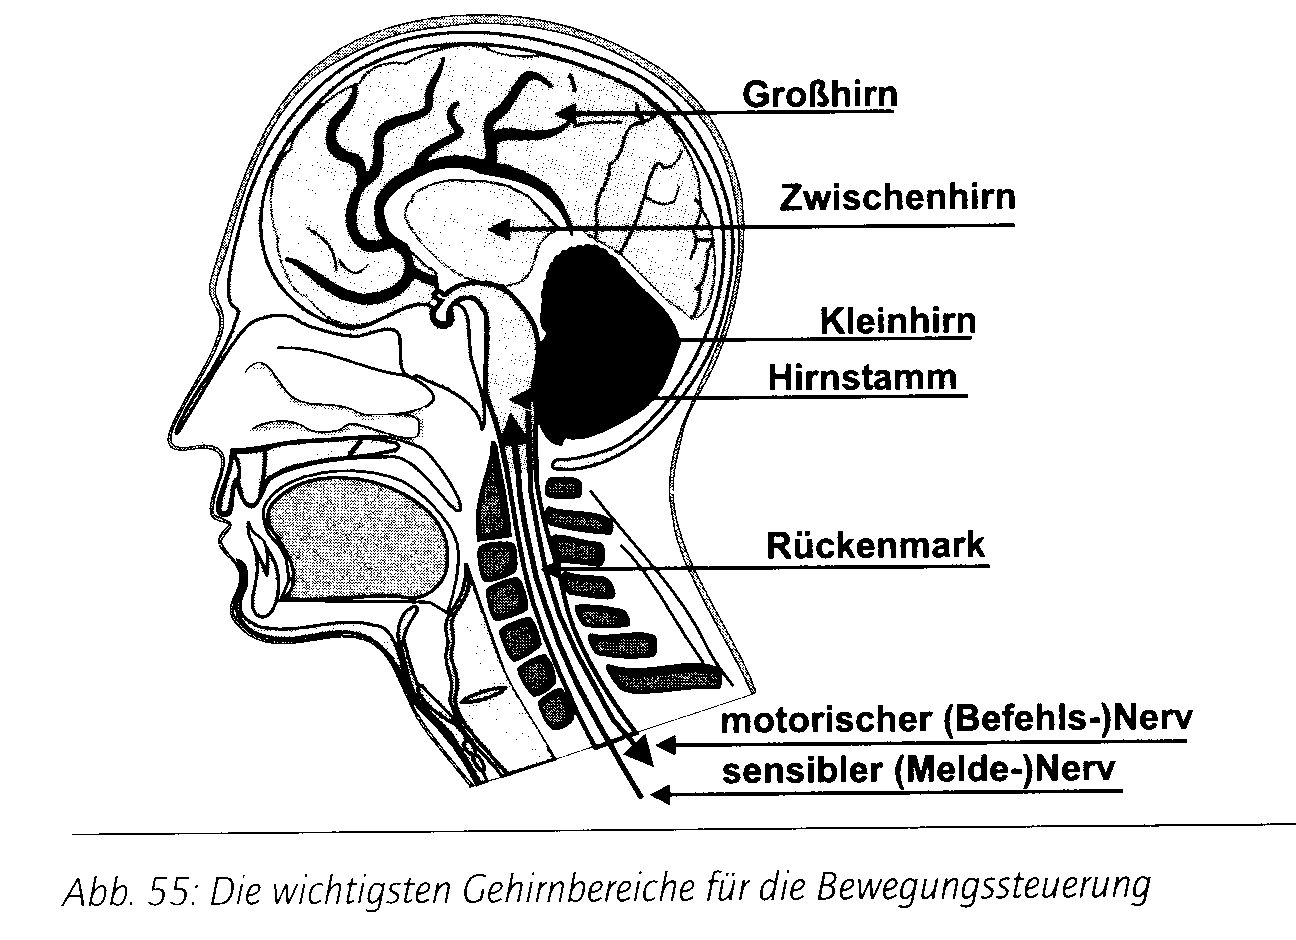 Großhirn
Zwischenhirn
Kleinhirn
Hirnstamm
Rückenmark
motorischer (Befehls-)Nerv
sensibler (Melde-)Nerv
Abb. 55: Die wichtigsten Gehirnbereiche für die Bewegungssteuerung